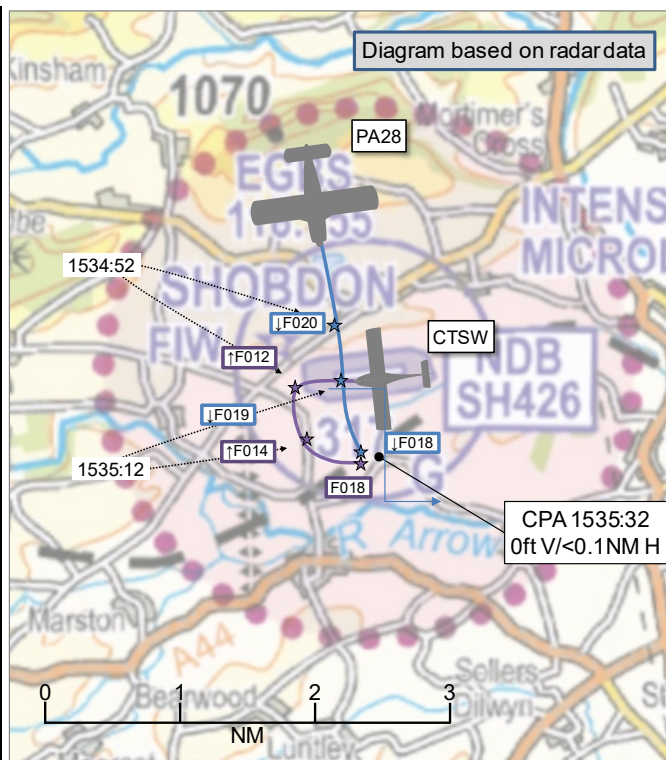 Diagram based on radar data
Kinsham
1070
Mortimer's
Cross
PA28
INTENS
SHOBDON
1534:52
↓F020
CTSW
↑F012
NDB
SH426
↓F019
↑F014
↓F018
1535:12
F018
CPA 1535:32
0ft V/<0.1NM H
R Arrow
Marston
A44
0 1 2 3
NM
Bearwood
Sollers
Dilwyn
Luntley